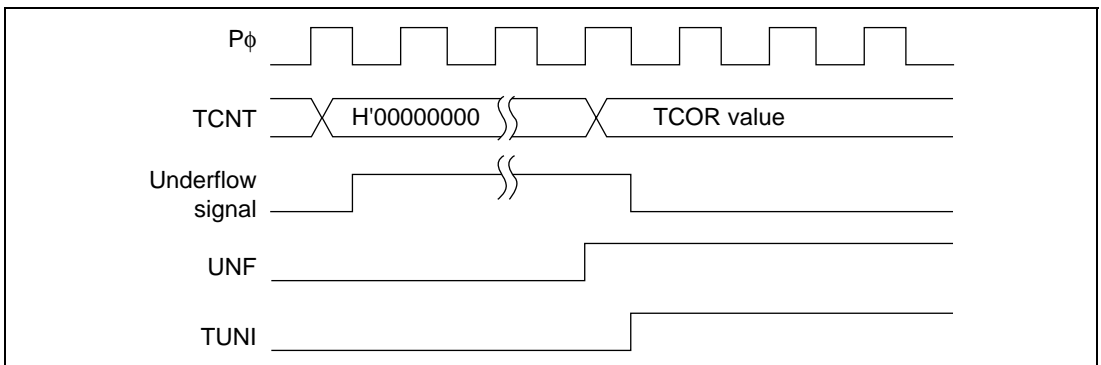 Pϕ
TCNT
H'00000000
TCOR value
Underflow
signal
UNF
TUNI